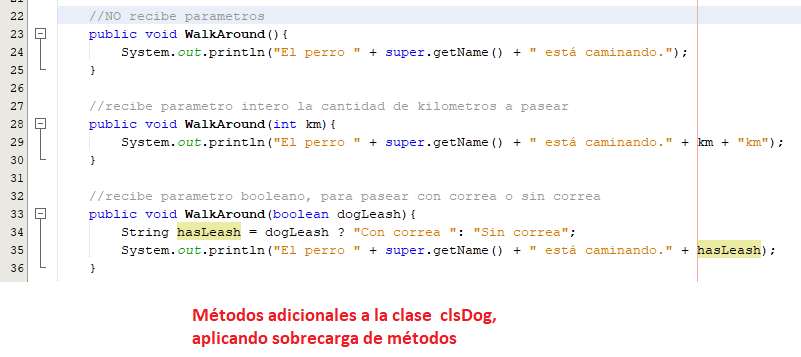 22 //NO recibe parametros
23 public void WalkAround(){
24 System.out.println("El perro " + super.getName() + " está caminando.");
25 }
26
27 //recibe parametro intero la cantidad de kilometros a pasear
28 public void WalkAround(int km){
29 System.out.println("El perro " + super.getName() + " está caminando." + km + "km");
30 }
31
32 //recibe parametro booleano, para pasear con correa o sin correa
33 public void WalkAround(boolean dogLeash){
34 String hasLeash = dogLeash ? "Con correa ": "Sin correa";
35 System.out.println("El perro " + super.getName() + " está caminando." + hasLeash);
36 }
Métodos adicionales a la clase clsDog,
aplicando sobrecarga de métodos